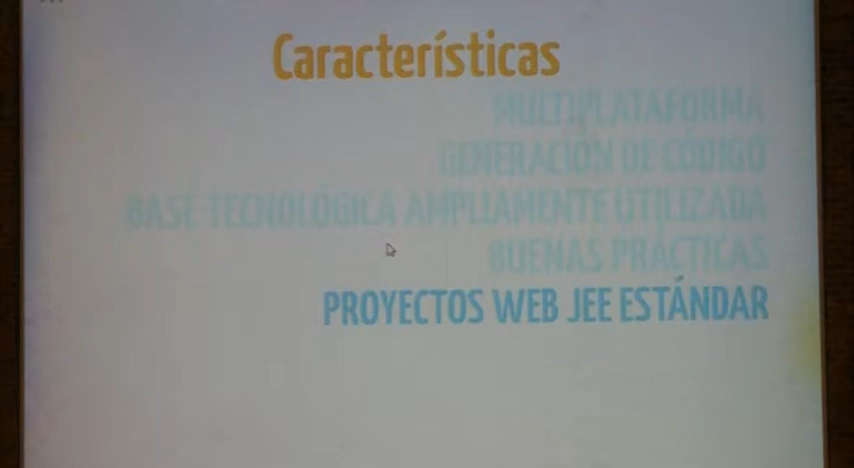 Características
MULTIPLATAFORMA
GENERACIÓN DE CÓDIGO
BASE TECNOLÓGICA AMPLIAMENTE UTILIZADA
BUENAS PRÁCTICAS
PROYECTOS WEB JEE ESTÁNDAR